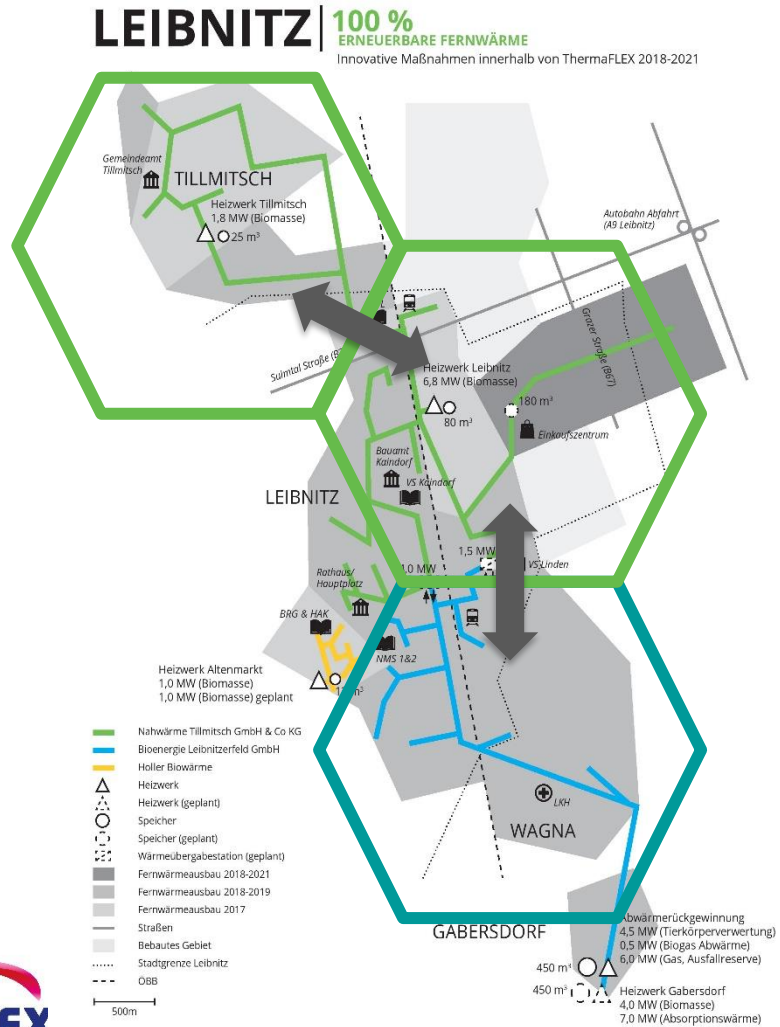 LEIBNITZ
100 %
ERNEUERBARE FERNWÄRME
Innovative Maßnahmen innerhalb von ThermaFLEX 2018-2021
Gemeindeamt
Tillmitsch
TILLMITSCH
Heizwerk Tillmitsch
1,8 MW (Biomasse)
25 m³
Autobahn Abfahrt
(A9 Leibnitz)
Grazer Straße (B67)
Sulmtal Straße
Heizwerk Leibnitz
6,8 MW (Biomasse)
80 m³
180 m³
Einkaufszentrum
Bauamt
Kaindorf
VS Kaindorf
LEIBNITZ
1,5 MW
VS Linden
,0 MW
Rathaus/
Hauptplatz
BRG & HAK
NMS 1&2
Heizwerk Altenmarkt
1,0 MW (Biomasse)
1,0 MW (Biomasse) geplant
LKH
WAGNA
GABERSDORF
Abwärmerückgewinnung
4,5 MW (Tierkörperverwertung)
0,5 MW (Biogas Abwärme)
6,0 MW (Gas, Ausfallreserve)
450 m³
450 m³
Heizwerk Gabersdorf
4,0 MW (Biomasse)
7,0 MW (Absorptionswärme)
Nahwärme Tillmitsch GmbH & Co KG
Bioenergie Leibnitzerfeld GmbH
Holler Biowärme
Heizwerk
Heizwerk (geplant)
Speicher
Speicher (geplant)
Wärmeübergabestation (geplant)
Fernwärmeausbau 2018-2021
Fernwärmeausbau 2018-2019
Fernwärmeausbau 2017
Straßen
Bebautes Gebiet
Stadtgrenze Leibnitz
ÖBB
500m
EX